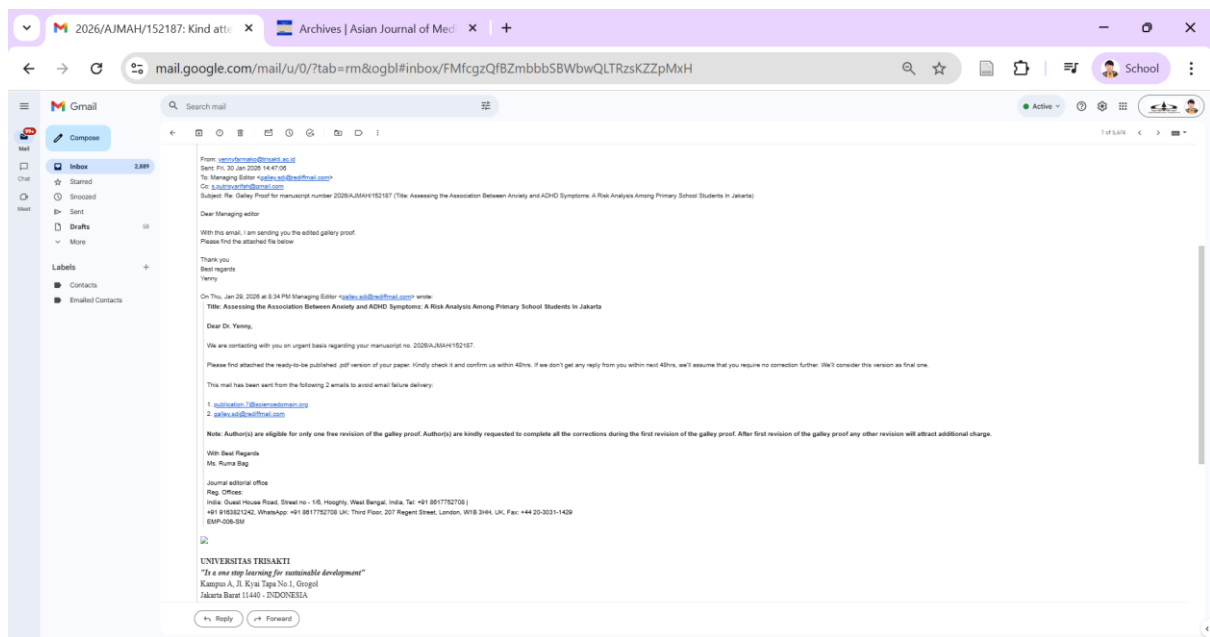 2026/AJMAH/152187: Kind atte
Archives | Asian Journal of Med
mail.google.com/mail/u/0/?tab=rm&ogbl#inbox/FMfcgzQfBZmbbbSBWbwQLTRzsKZZpMxH
School
Gmail
Search mail
Active
99+
Mail
Compose
7 of 5,674
Inbox 2,889
Chat
Starred
Snoozed
Meet
Sent
Drafts 58
More
Labels
Contacts
Emailed Contacts
From: yennyfarmako@trisakti.ac.id
Sent: Fri, 30 Jan 2026 14:47:06
To: Managing Editor <galley.sdi@rediffmail.com>
Cc: s.putrisyarifah@gmail.com
Subject: Re: Galley Proof for manuscript number 2026/AJMAH/152187 (Title: Assessing the Association Between Anxiety and ADHD Symptoms: A Risk Analysis Among Primary School Students In Jakarta)
Dear Managing editor
With this email, I am sending you the edited gallery proof.
Please find the attached file below
Thank you
Best regards
Yenny
On Thu, Jan 29, 2026 at 8:34 PM Managing Editor <galley.sdi@rediffmail.com> wrote:
Title: Assessing the Association Between Anxiety and ADHD Symptoms: A Risk Analysis Among Primary School Students In Jakarta
Dear Dr. Yenny,
We are contacting with you on urgent basis regarding your manuscript no. 2026/AJMAH/152187.
Please find attached the ready-to-be published .pdf version of your paper. Kindly check it and confirm us within 48hrs. If we don't get any reply from you within next 48hrs, we'll assume that you require no correction further. We'll consider this version as final one.
This mail has been sent from the following 2 emails to avoid email failure delivery:
1. publication.7@sciencedomain.org
2. galley.sdi@rediffmail.com
Note: Author(s) are eligible for only one free revision of the galley proof. Author(s) are kindly requested to complete all the corrections during the first revision of the galley proof. After first revision of the galley proof any other revision will attract additional charge.
With Best Regards
Ms. Ruma Bag
Journal editorial office
Reg. Offices:
India: Guest House Road, Street no - 1/6, Hooghly, West Bengal, India, Tel: +91 8617752708 |
+91 9163821242, WhatsApp: +91 8617752708 UK: Third Floor, 207 Regent Street, London, W1B 3HH, UK, Fax: +44 20-3031-1429
EMP-006-SM
UNIVERSITAS TRISAKTI
"Is a one stop learning for sustainable development"
Kampus A, Jl. Kyai Tapa No.1, Grogol
Jakarta Barat 11440 - INDONESIA
Reply
Forward